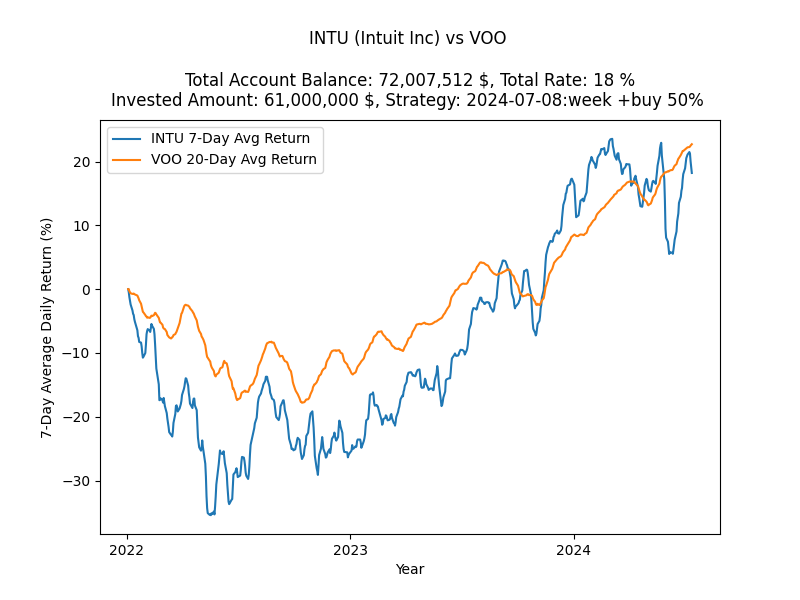 INTU (Intuit Inc) vs VOO
Total Account Balance: 72,007,512 $, Total Rate: 18 %
Invested Amount: 61,000,000 $, Strategy: 2024-07-08:week +buy 50%
INTU 7-Day Avg Return
VOO 20-Day Avg Return
7-Day Average Daily Return (%)
20
10
0
−10
−20
−30
2022
2023
2024
Year